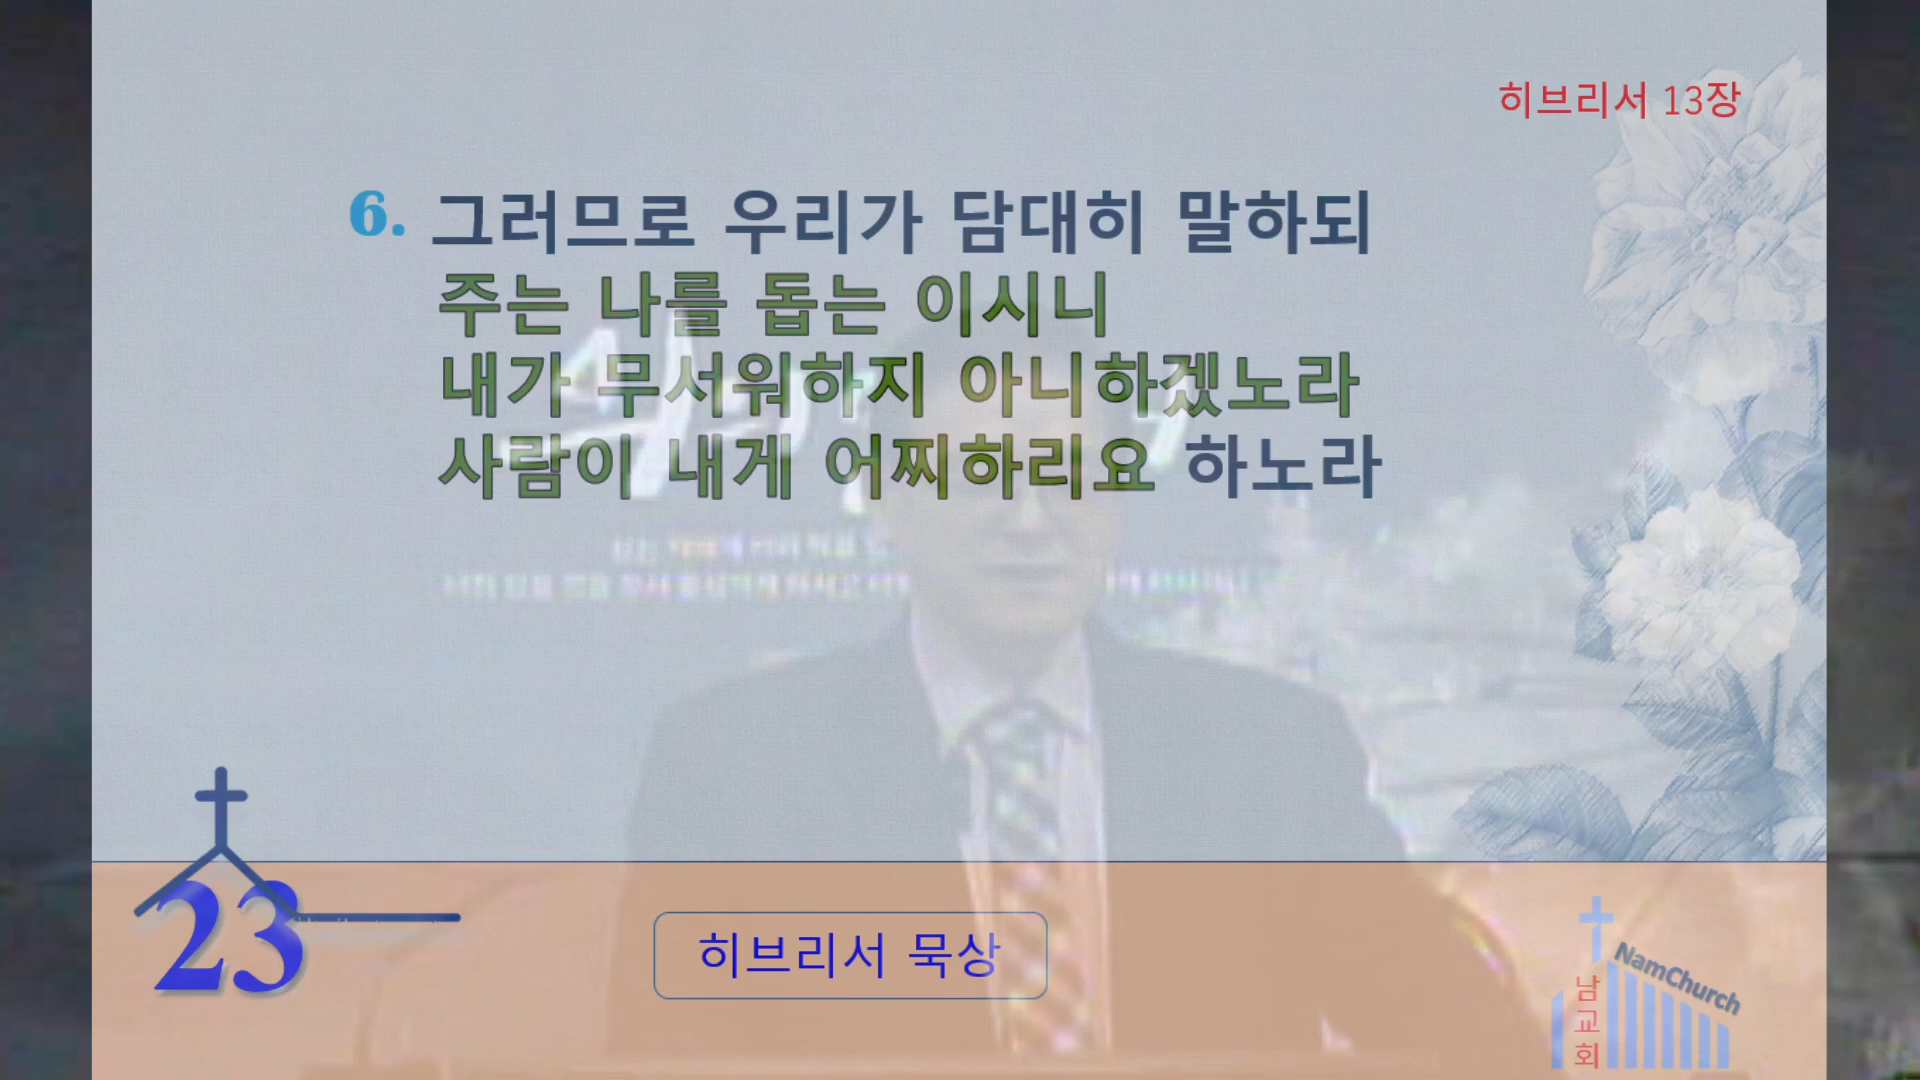 히브리서 13장
6. 그러므로 우리가 담대히 말하되
주는 나를 돕는 이시니
내가 무서워하지 아니하겠노라
사람이 내게 어찌하리요 하노라
23
히브리서 묵상
NamChurch
남교회